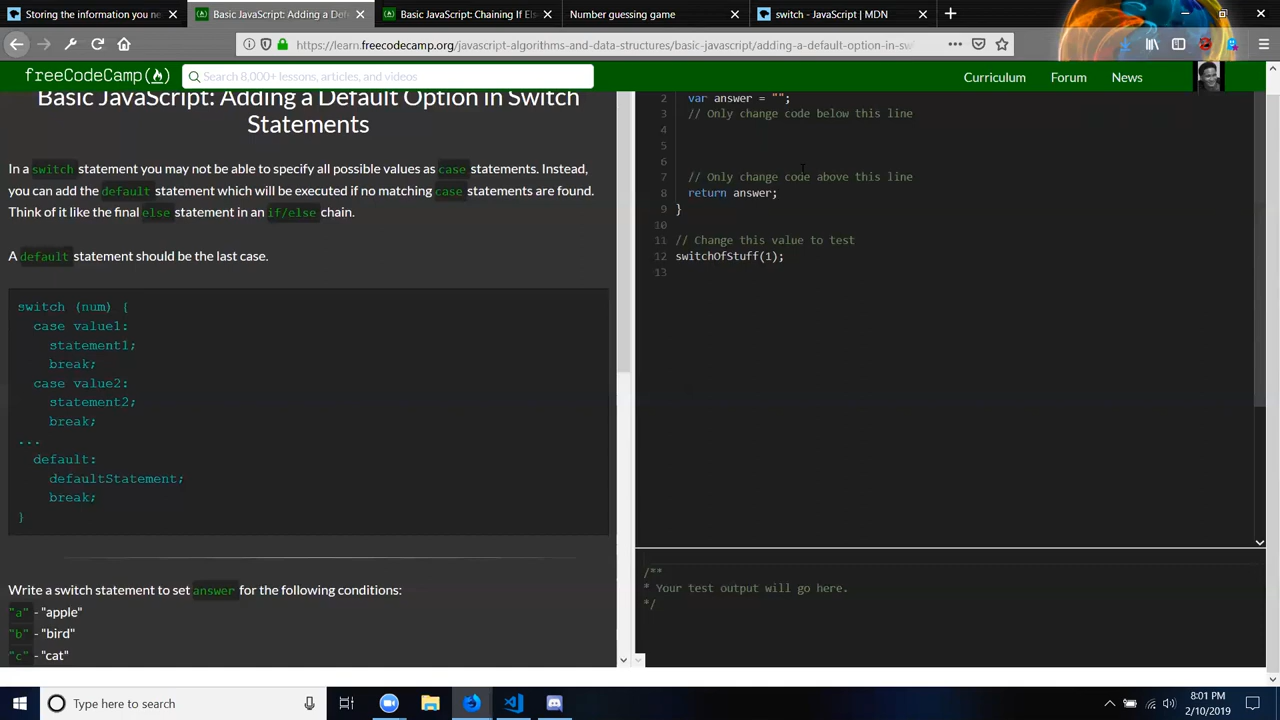 Storing the information you ne
Basic JavaScript: Adding a Def
Basic JavaScript: Chaining If Els
Number guessing game
switch - JavaScript | MDN
https://learn.freecodecamp.org/javascript-algorithms-and-data-structures/basic-javascript/adding-a-default-option-in-sw
freeCodeCamp
Search 8,000+ lessons, articles, and videos
Curriculum
Forum
News
Basic JavaScript: Adding a Default Option in Switch
Statements
In a switch statement you may not be able to specify all possible values as case statements. Instead,
you can add the default statement which will be executed if no matching case statements are found.
Think of it like the final else statement in an if/else chain.
A default statement should be the last case.
switch (num) {
case value1:
statement1;
break;
case value2:
statement2;
break;
...
default:
defaultStatement;
break;
}
Write a switch statement to set answer for the following conditions:
"a" - "apple"
"b" - "bird"
"c" - "cat"
2 var answer = "";
3 // Only change code below this line
4
5
6
7 // Only change code above this line
8 return answer;
9 }
10
11 // Change this value to test
12 switchOfStuff(1);
13
/**
* Your test output will go here.
*/
Type here to search
8:01 PM
2/10/2019